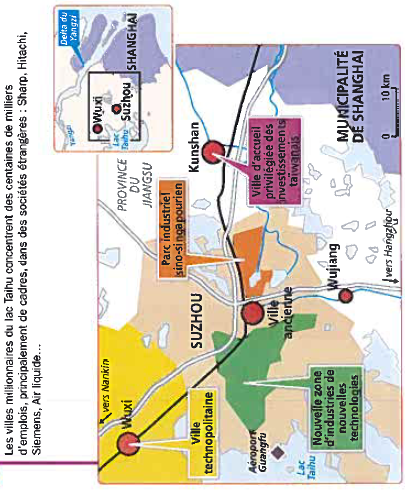 Les villes millionnaires du lac Taihu concentrent des centaines de milliers
d'emplois, principalement de cadres, dans des sociétés étrangères : Sharp, Hitachi,
Siemens, Air liquide...
Delta du
Yangzi
Wuxi
Lac
Taihu
Suzhou
SHANGHAI
vers Nankin
PROVINCE
DU
JIANGSU
Wuxi
Ville
technopolitaine
SUZHOU
Parc industriel
sino-singapourien
Kunshan
Ville d'accueil
privilégiée des
investissements
taïwanais
Ville
ancienne
Nouvelle zone
d'industries de
nouvelles
technologies
Aéroport
Guangfu
Lac
Taihu
Wujiang
vers Hangzhou
MUNICIPALITÉ
DE SHANGHAI
0 10 km